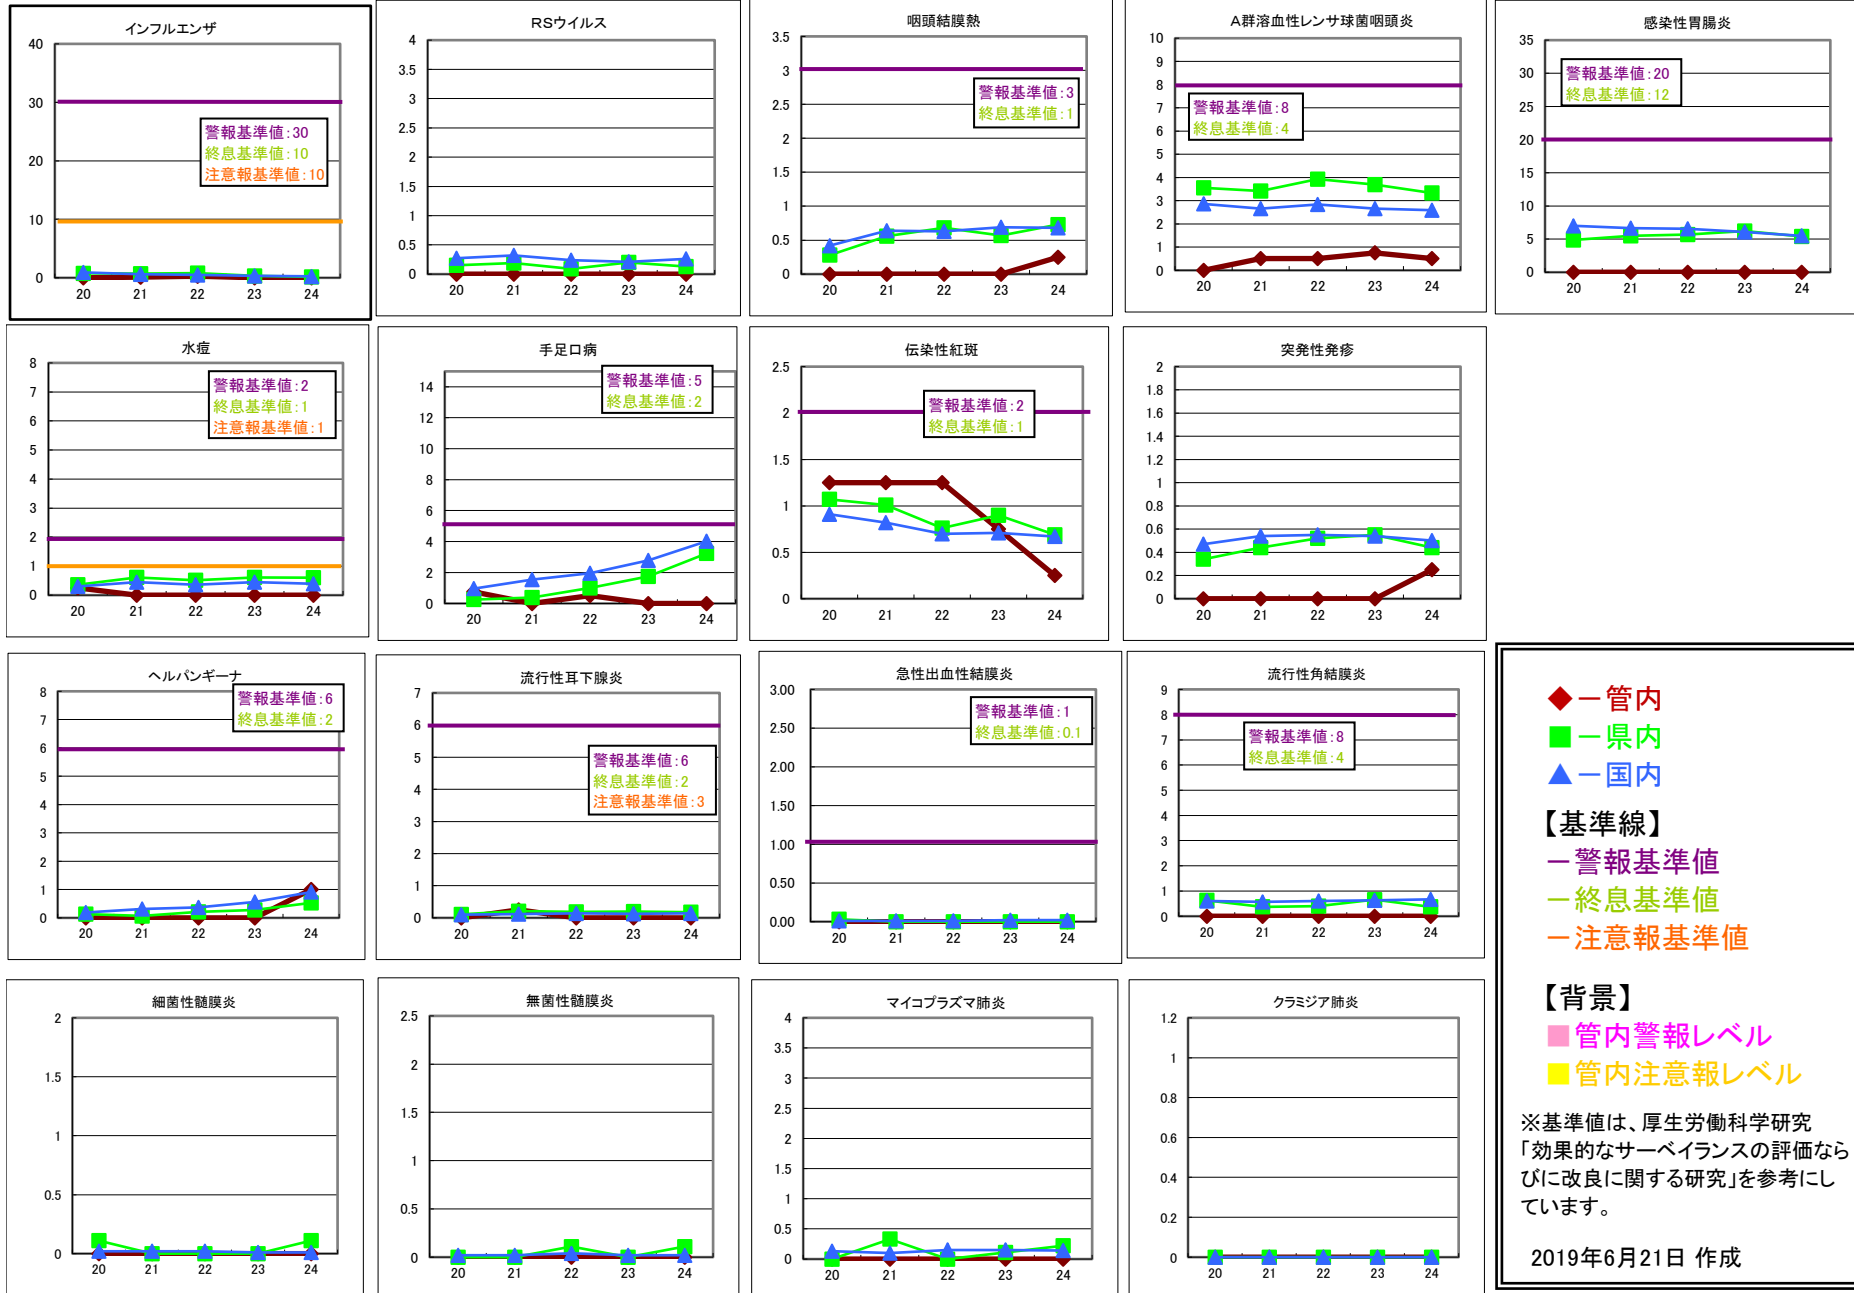 インフルエンザ
40
30
20
10
0
警報基準値:30
終息基準値:10
注意報基準値:10
20 21 22 23 24
RSウイルス
4
3.5
3
2.5
2
1.5
1
0.5
0
20 21 22 23 24
咽頭結膜熱
3.5
3
2.5
2
1.5
1
0.5
0
警報基準値:3
終息基準値:1
20 21 22 23 24
A群溶血性レンサ球菌咽頭炎
10
9
8
7
6
5
4
3
2
1
0
警報基準値:8
終息基準値:4
20 21 22 23 24
感染性胃腸炎
35
30
25
20
15
10
5
0
警報基準値:20
終息基準値:12
20 21 22 23 24
水痘
8
7
6
5
4
3
2
1
0
警報基準値:2
終息基準値:1
注意報基準値:1
20 21 22 23 24
手足口病
14
12
10
8
6
4
2
0
警報基準値:5
終息基準値:2
20 21 22 23 24
伝染性紅斑
2.5
2
1.5
1
0.5
0
警報基準値:2
終息基準値:1
20 21 22 23 24
突発性発疹
2
1.8
1.6
1.4
1.2
1
0.8
0.6
0.4
0.2
0
20 21 22 23 24
ヘルパンギーナ
8
7
6
5
4
3
2
1
0
警報基準値:6
終息基準値:2
20 21 22 23 24
流行性耳下腺炎
7
6
5
4
3
2
1
0
警報基準値:6
終息基準値:2
注意報基準値:3
20 21 22 23 24
急性出血性結膜炎
3.00
2.50
2.00
1.50
1.00
0.50
0.00
警報基準値:1
終息基準値:0.1
20 21 22 23 24
流行性角結膜炎
9
8
7
6
5
4
3
2
1
0
警報基準値:8
終息基準値:4
20 21 22 23 24
細菌性髄膜炎
2
1.5
1
0.5
0
20 21 22 23 24
無菌性髄膜炎
2.5
2
1.5
1
0.5
0
20 21 22 23 24
マイコプラズマ肺炎
4
3.5
3
2.5
2
1.5
1
0.5
0
20 21 22 23 24
クラミジア肺炎
1.2
1
0.8
0.6
0.4
0.2
0
20 21 22 23 24
◆ー管内
■ー県内
▲ー国内
【基準線】
ー警報基準値
ー終息基準値
ー注意報基準値
【背景】
■管内警報レベル
■管内注意報レベル
※基準値は、厚生労働科学研究
「効果的なサーベイランスの評価なら
びに改良に関する研究」を参考にし
ています。
2019年6月21日 作成